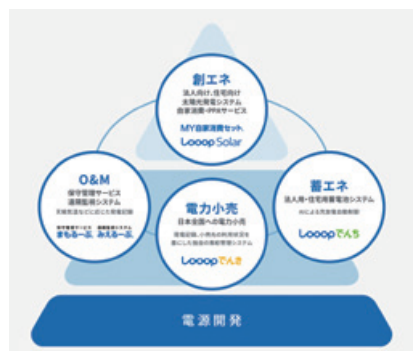 創エネ
法人向け、住宅向け
太陽光発電システム
自家消費・PPAサービス
MY自家消費セット
Looop Solar
O&M
保守管理サービス
遠隔監視システム
まもるーぷ みえるーぷ
電力小売
日本全国への電力小売
Looopでんき
蓄エネ
法人用・住宅用蓄電池システム
Looopでんち
電源開発